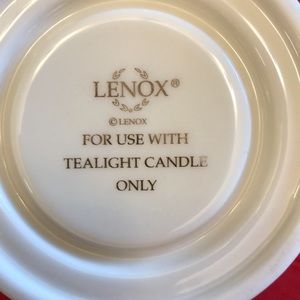 LENOX®
© LENOX
FOR USE WITH
TEALIGHT CANDLE
ONLY